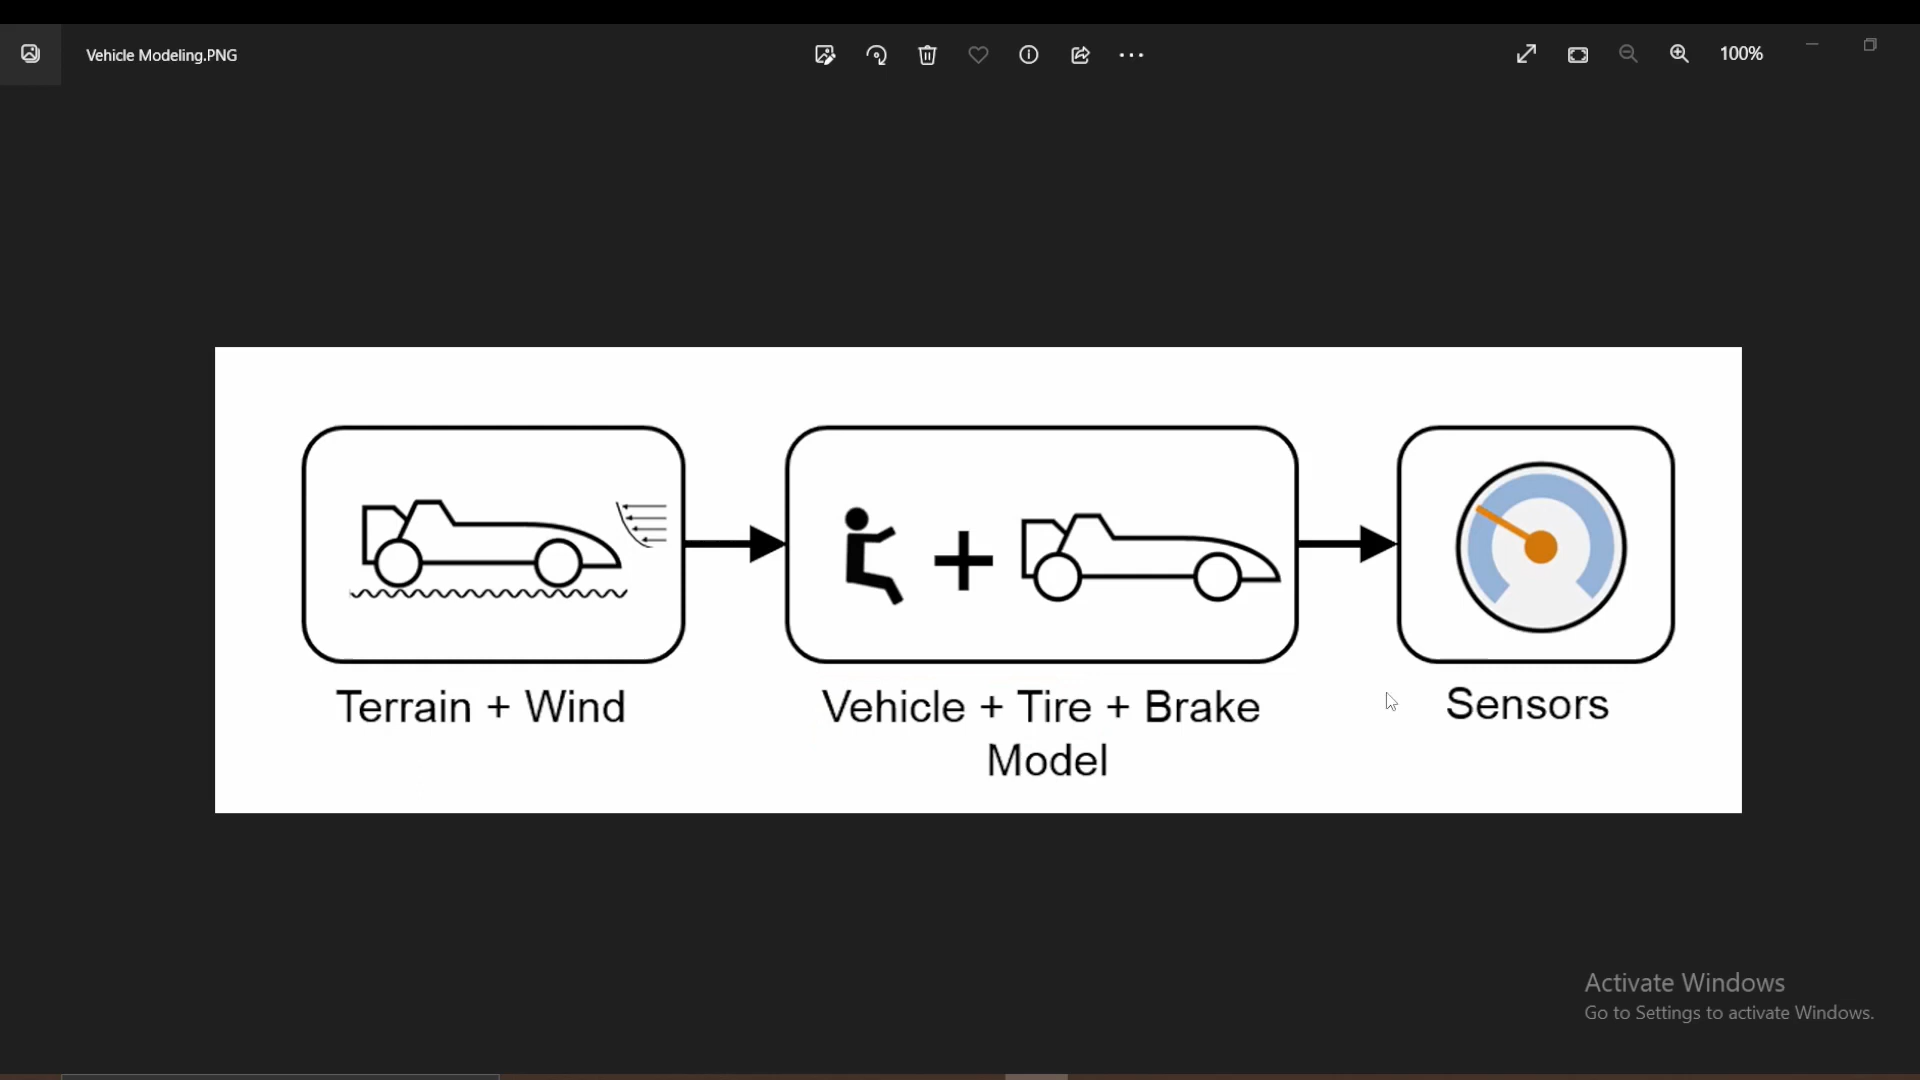 Vehicle Modeling.PNG
100%
Terrain + Wind
Vehicle + Tire + Brake
Model
Sensors
Activate Windows
Go to Settings to activate Windows.